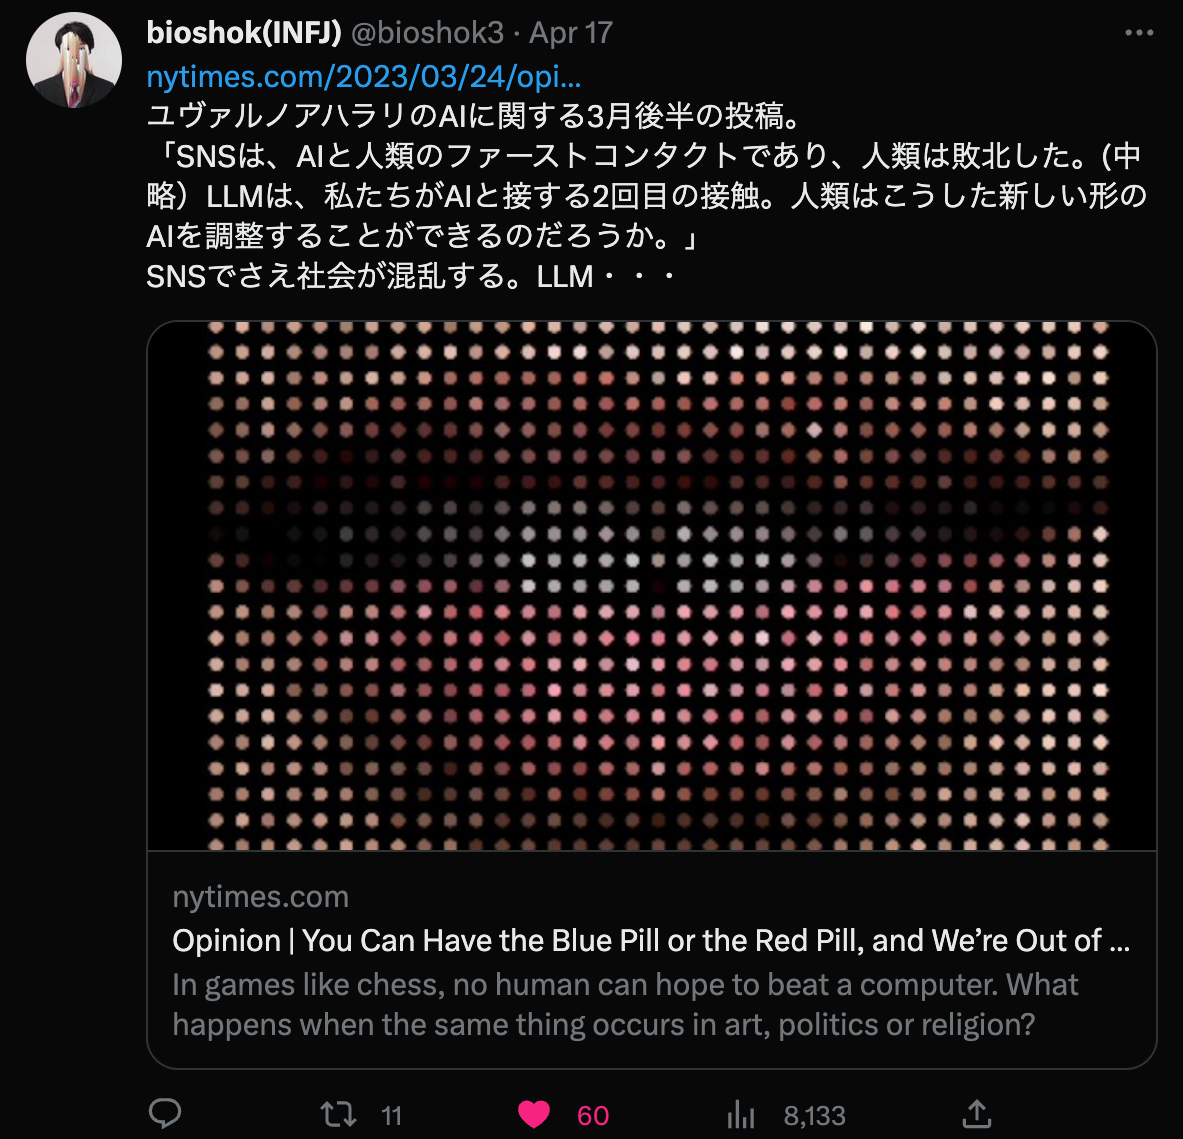 bioshok(INFJ) @bioshok3 · Apr 17
nytimes.com/2023/03/24/opi...
ユヴァルノアハラリのAIに関する3月後半の投稿。
「SNSは、AIと人類のファーストコンタクトであり、人類は敗北した。(中
略）LLMは、私たちがAIと接する2回目の接触。人類はこうした新しい形の
AIを調整することができるのだろうか。」
SNSでさえ社会が混乱する。LLM・・・
nytimes.com
Opinion | You Can Have the Blue Pill or the Red Pill, and We’re Out of ...
In games like chess, no human can hope to beat a computer. What
happens when the same thing occurs in art, politics or religion?
11 60 8,133